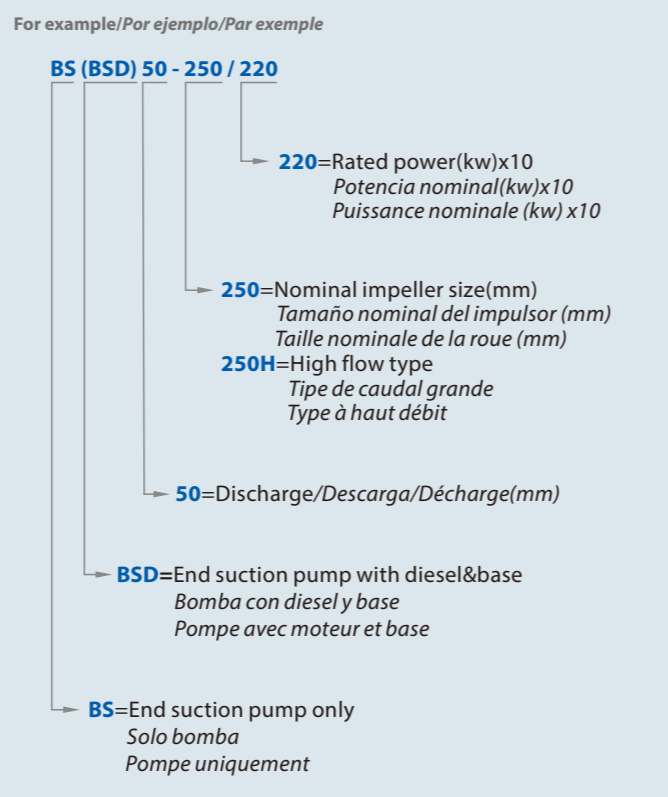 For example/Por ejemplo/Par exemple
BS (BSD) 50 - 250 / 220
220=Rated power(kw)x10
Potencia nominal(kw)x10
Puissance nominale (kw) x10
250=Nominal impeller size(mm)
Tamaño nominal del impulsor (mm)
Taille nominale de la roue (mm)
250H=High flow type
Tipe de caudal grande
Type à haut débit
50=Discharge/Descarga/Décharge(mm)
BSD=End suction pump with diesel&base
Bomba con diesel y base
Pompe avec moteur et base
BS=End suction pump only
Solo bomba
Pompe uniquement